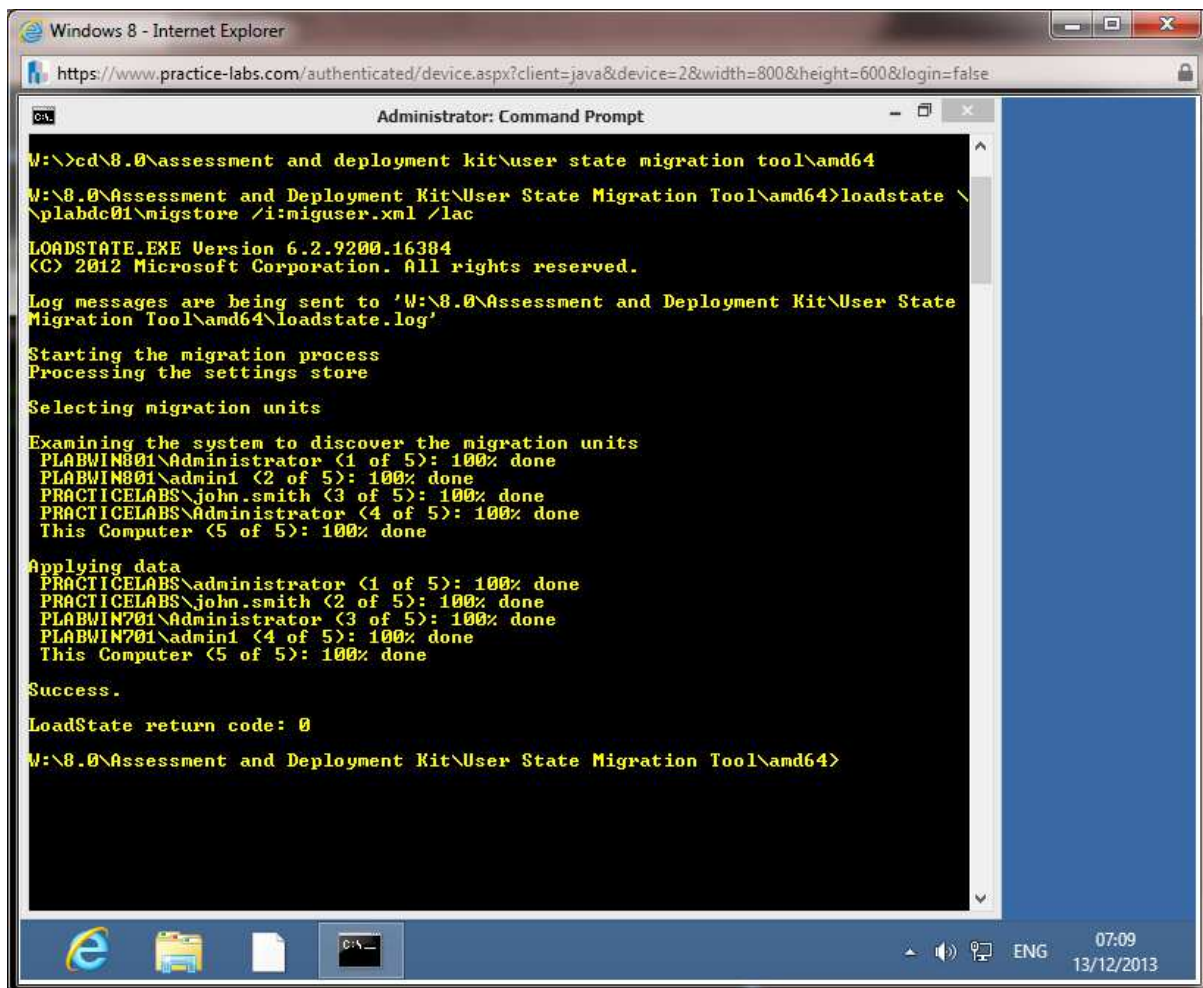 Windows 8 - Internet Explorer
https://www.practice-labs.com/authenticated/device.aspx?client=java&device=2&width=800&height=600&login=false
Administrator: Command Prompt
W:\>cd\8.0\assessment and deployment kit\user state migration tool\amd64
W:\8.0\Assessment and Deployment Kit\User State Migration Tool\amd64>loadstate \
\plabdc01\migstore /i:miguser.xml /lac
LOADSTATE.EXE Version 6.2.9200.16384
(C) 2012 Microsoft Corporation. All rights reserved.
Log messages are being sent to 'W:\8.0\Assessment and Deployment Kit\User State
Migration Tool\amd64\loadstate.log'
Starting the migration process
Processing the settings store
Selecting migration units
Examining the system to discover the migration units
PLABWIN801\Administrator (1 of 5): 100% done
PLABWIN801\admin1 (2 of 5): 100% done
PRACTICELABS\john.smith (3 of 5): 100% done
PRACTICELABS\Administrator (4 of 5): 100% done
This Computer (5 of 5): 100% done
Applying data
PRACTICELABS\administrator (1 of 5): 100% done
PRACTICELABS\john.smith (2 of 5): 100% done
PLABWIN701\Administrator (3 of 5): 100% done
PLABWIN701\admin1 (4 of 5): 100% done
This Computer (5 of 5): 100% done
Success.
LoadState return code: 0
W:\8.0\Assessment and Deployment Kit\User State Migration Tool\amd64>
ENG
07:09
13/12/2013